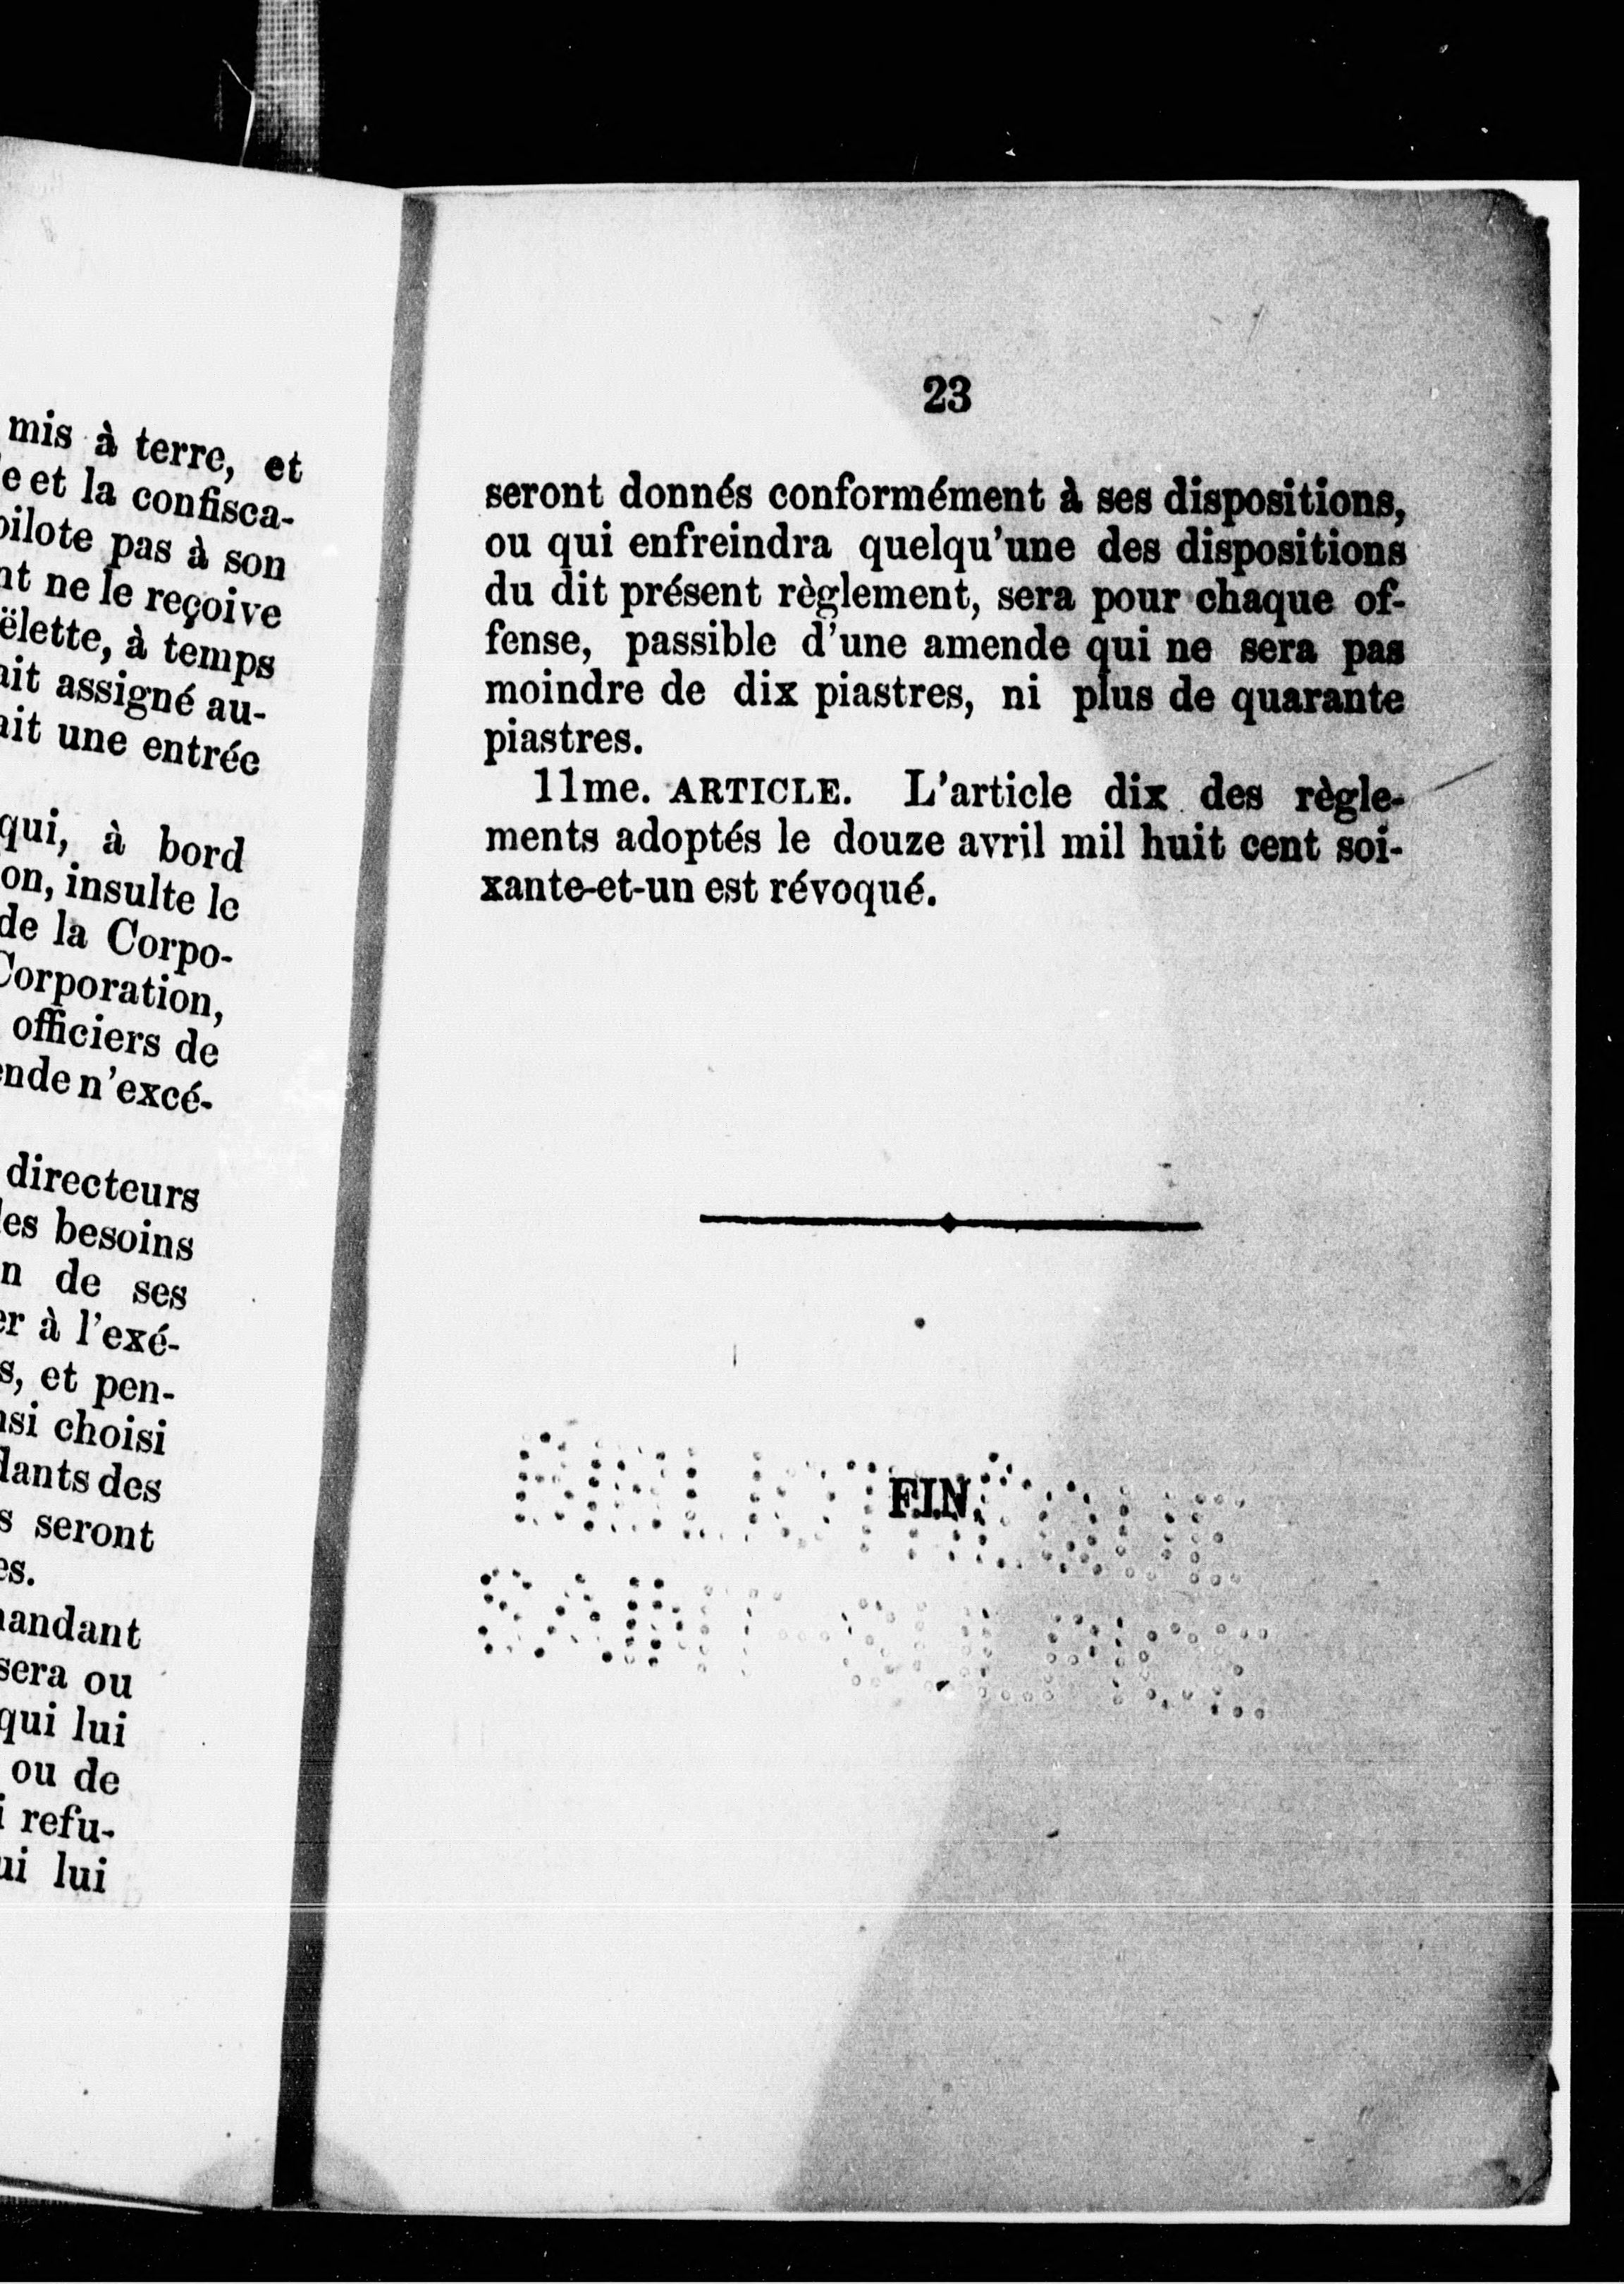 mis à terre, et
e et la confisca-
pilote pas à son
nt ne le reçoive
ëlette, à temps
ait assigné au-
ait une entrée
qui, à bord
on, insulte le
de la Corpo-
Corporation,
officiers de
ende n'excé-
directeurs
les besoins
n de ses
er à l'exé-
s, et pen-
nsi choisi
dants des
s seront
es.
mandant
sera ou
qui lui
ou de
i refu-
ui lui
23
seront donnés conformément à ses dispositions,
ou qui enfreindra quelqu'une des dispositions
du dit présent règlement, sera pour chaque of-
fense, passible d'une amende qui ne sera pas
moindre de dix piastres, ni plus de quarante
piastres.
11me. ARTICLE. L'article dix des règle-
ments adoptés le douze avril mil huit cent soi-
xante-et-un est révoqué.
FIN.